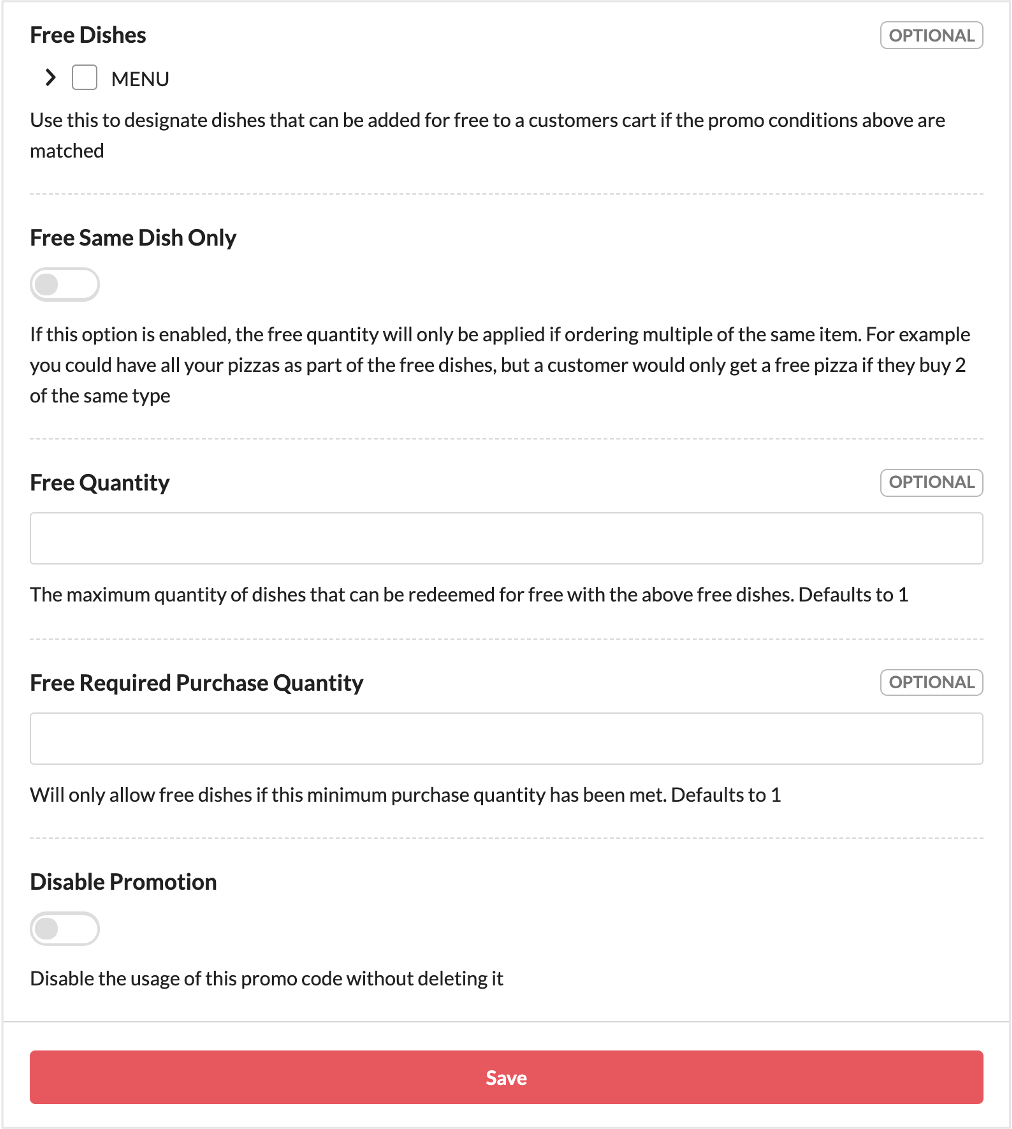 Free Dishes
OPTIONAL
MENU
Use this to designate dishes that can be added for free to a customers cart if the promo conditions above are
matched
Free Same Dish Only
If this option is enabled, the free quantity will only be applied if ordering multiple of the same item. For example
you could have all your pizzas as part of the free dishes, but a customer would only get a free pizza if they buy 2
of the same type
Free Quantity
OPTIONAL
The maximum quantity of dishes that can be redeemed for free with the above free dishes. Defaults to 1
Free Required Purchase Quantity
OPTIONAL
Will only allow free dishes if this minimum purchase quantity has been met. Defaults to 1
Disable Promotion
Disable the usage of this promo code without deleting it
Save